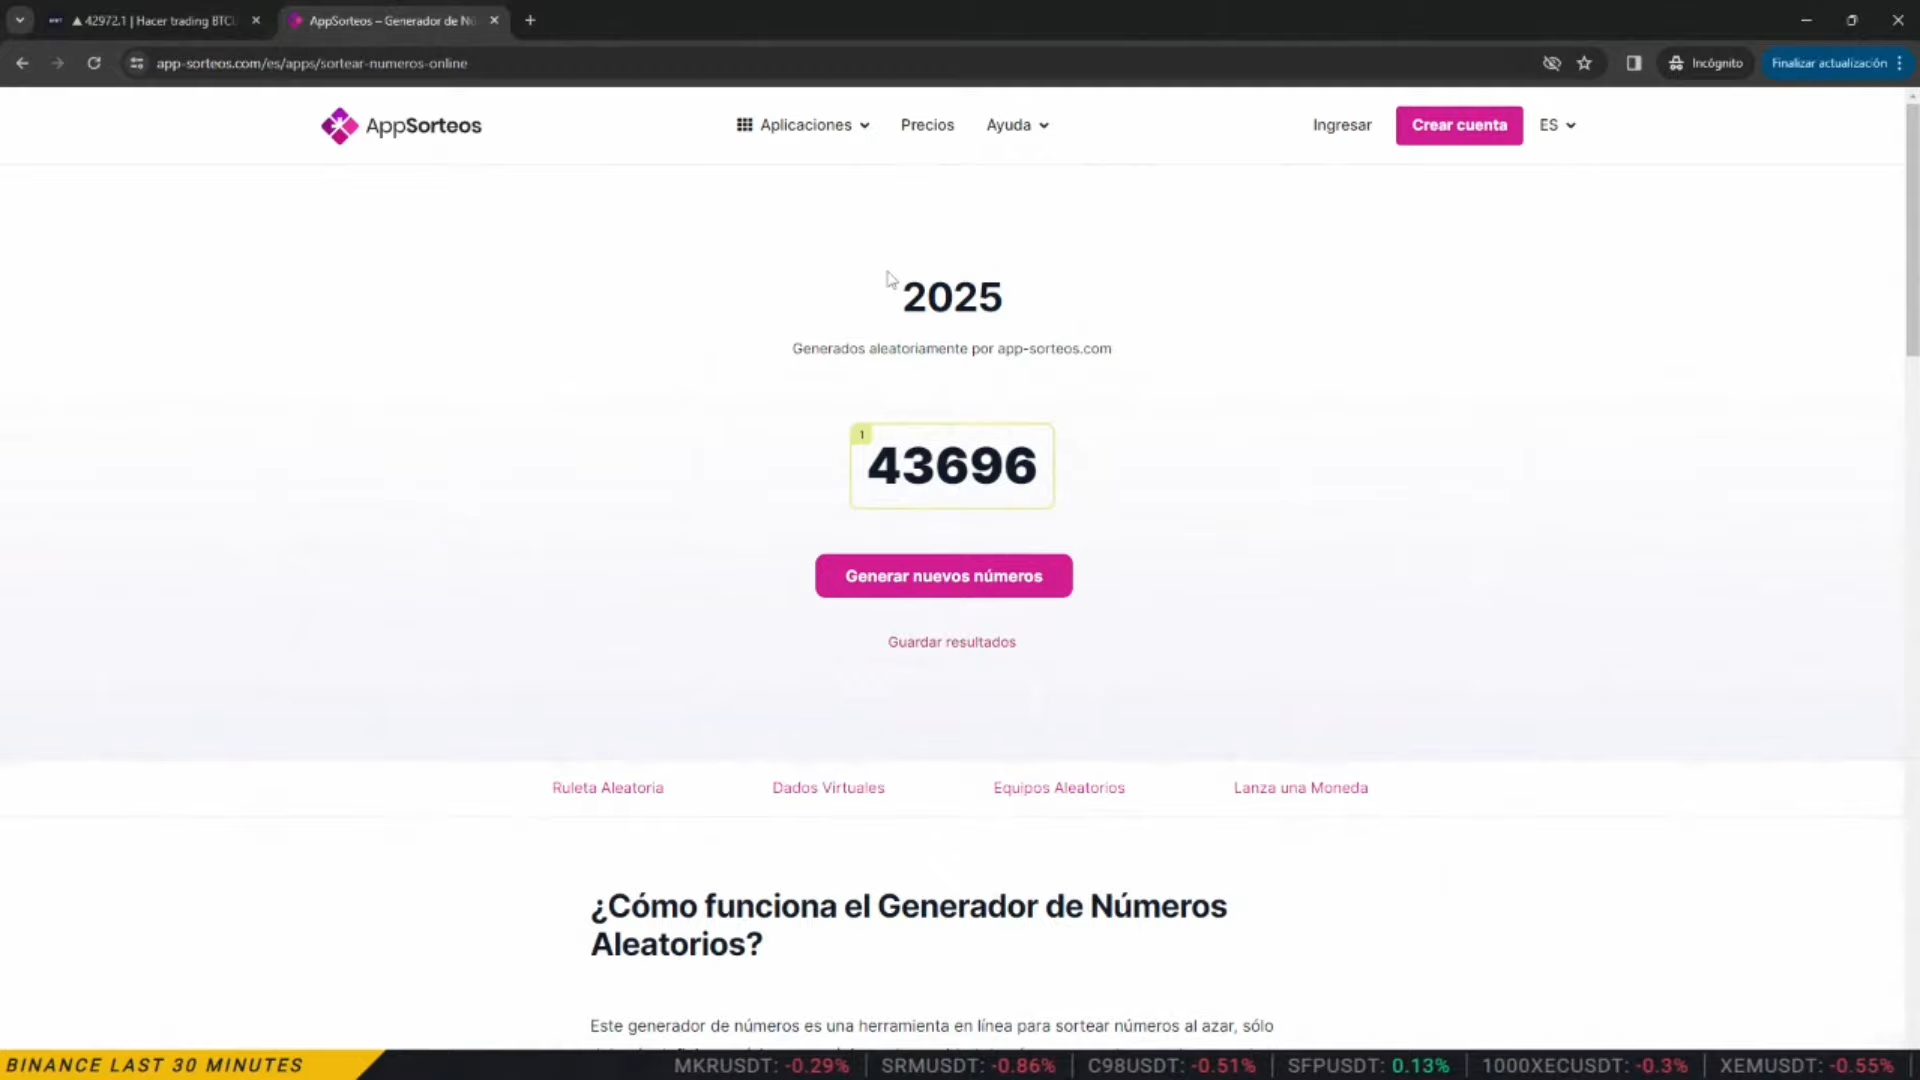 42972.1 | Hacer trading BTC
AppSorteos – Generador de Nú
app-sorteos.com/es/apps/sortear-numeros-online
Incógnito
Finalizar actualización
AppSorteos
Aplicaciones
Precios
Ayuda
Ingresar
Crear cuenta
ES
2025
Generados aleatoriamente por app-sorteos.com
1
43696
Generar nuevos números
Guardar resultados
Ruleta Aleatoria
Dados Virtuales
Equipos Aleatorios
Lanza una Moneda
¿Cómo funciona el Generador de Números
Aleatorios?
Este generador de números es una herramienta en línea para sortear números al azar, sólo
BINANCE LAST 30 MINUTES
MKRUSDT: -0.29% | SRMUSDT: -0.86% | C98USDT: -0.51% | SFPUSDT: 0.13% | 1000XECUSDT: -0.3% | XEMUSDT: -0.55%